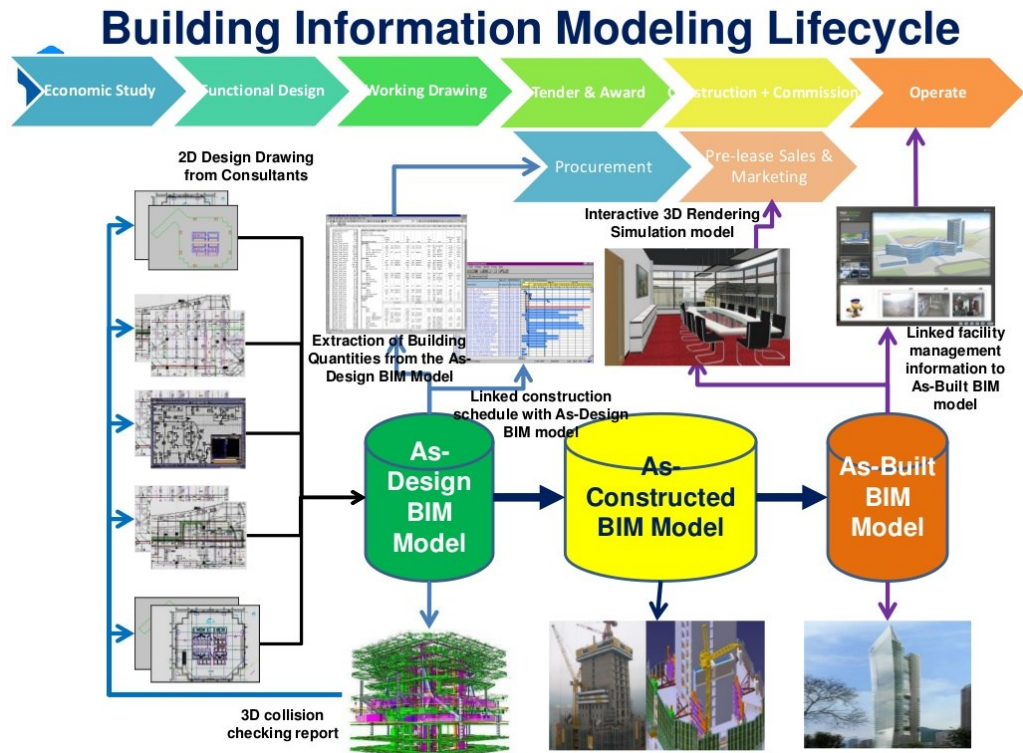 Building Information Modeling Lifecycle
Economic Study
Functional Design
Working Drawing
Tender & Award
Construction + Commission
Operate
Procurement
Pre-lease Sales &
Marketing
2D Design Drawing
from Consultants
Interactive 3D Rendering
Simulation model
Extraction of Building
Quantities from the As-
Design BIM Model
Linked construction
schedule with As-Design
BIM model
Linked facility
management
information to
As-Built BIM
model
As-
Design
BIM
Model
As-
Constructed
BIM Model
As-Built
BIM
Model
3D collision
checking report